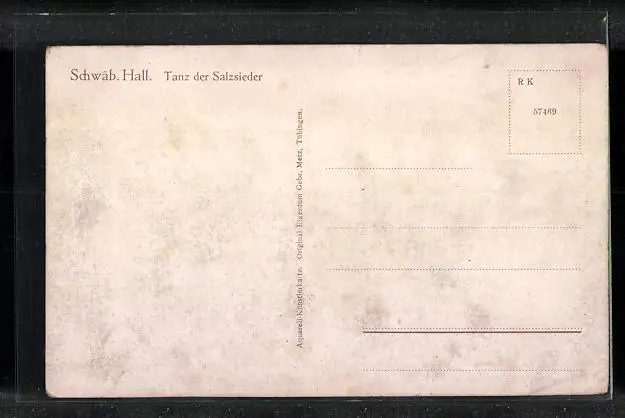 Schwäb. Hall. Tanz der Salzsieder
Aquarell-Künstlerkarte. Original Eigentum Gebr. Metz, Tübingen.
R K
57469